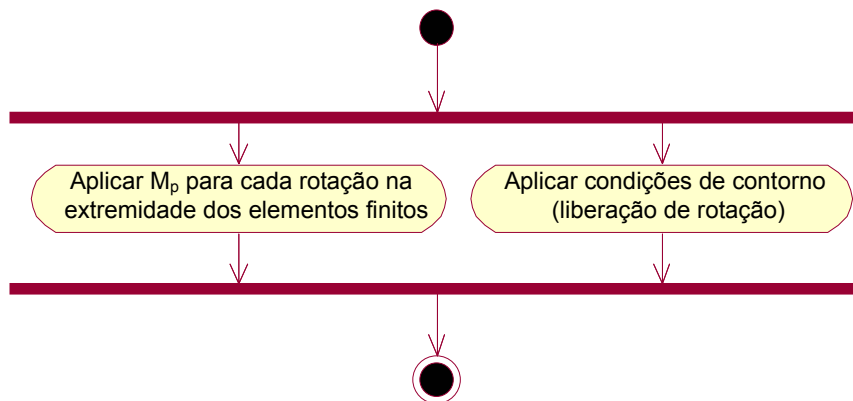 Aplicar Mp para cada rotação na
extremidade dos elementos finitos
Aplicar condições de contorno
(liberação de rotação)